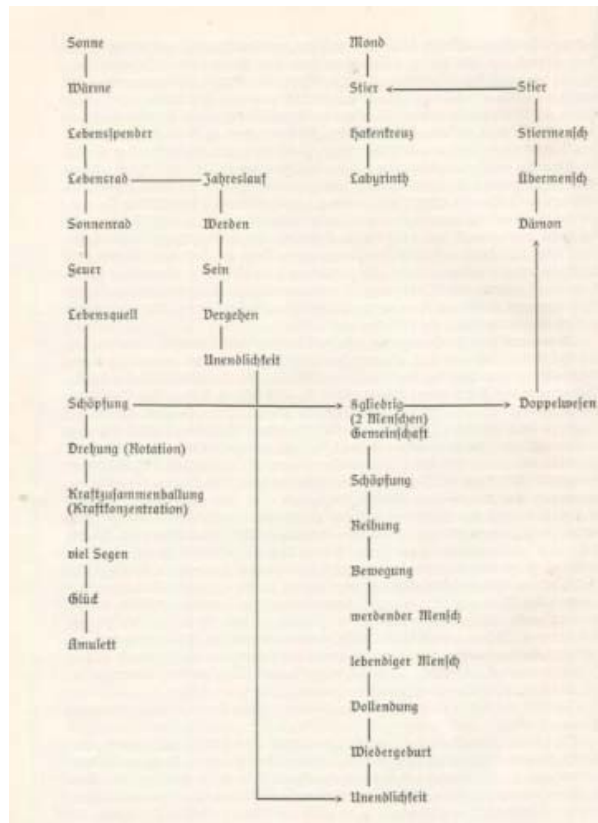 Sonne
Wärme
Lebensspender
Lebensrad
Sonnenrad
Feuer
Lebensquell
Schöpfung
Drehung (Rotation)
Kraftzusammenballung
(Kraftkonzentration)
viel Segen
Glück
Amulett
Jahreslauf
Werden
Sein
Vergehen
Unendlichkeit
Mond
Stier
Hakenkreuz
Labyrinth
8gliedrig
(2 Menschen)
Gemeinschaft
Schöpfung
Reibung
Bewegung
werdender Mensch
lebendiger Mensch
Vollendung
Wiedergeburt
Unendlichkeit
Stier
Stiermensch
Übermensch
Dämon
Doppelwesen